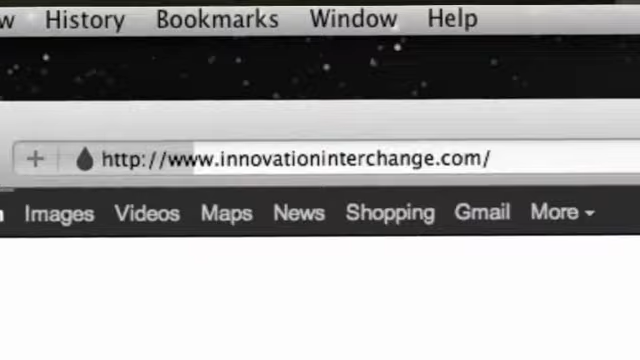 History Bookmarks Window Help
http://www.innovationinterchange.com/
Images Videos Maps News Shopping Gmail More